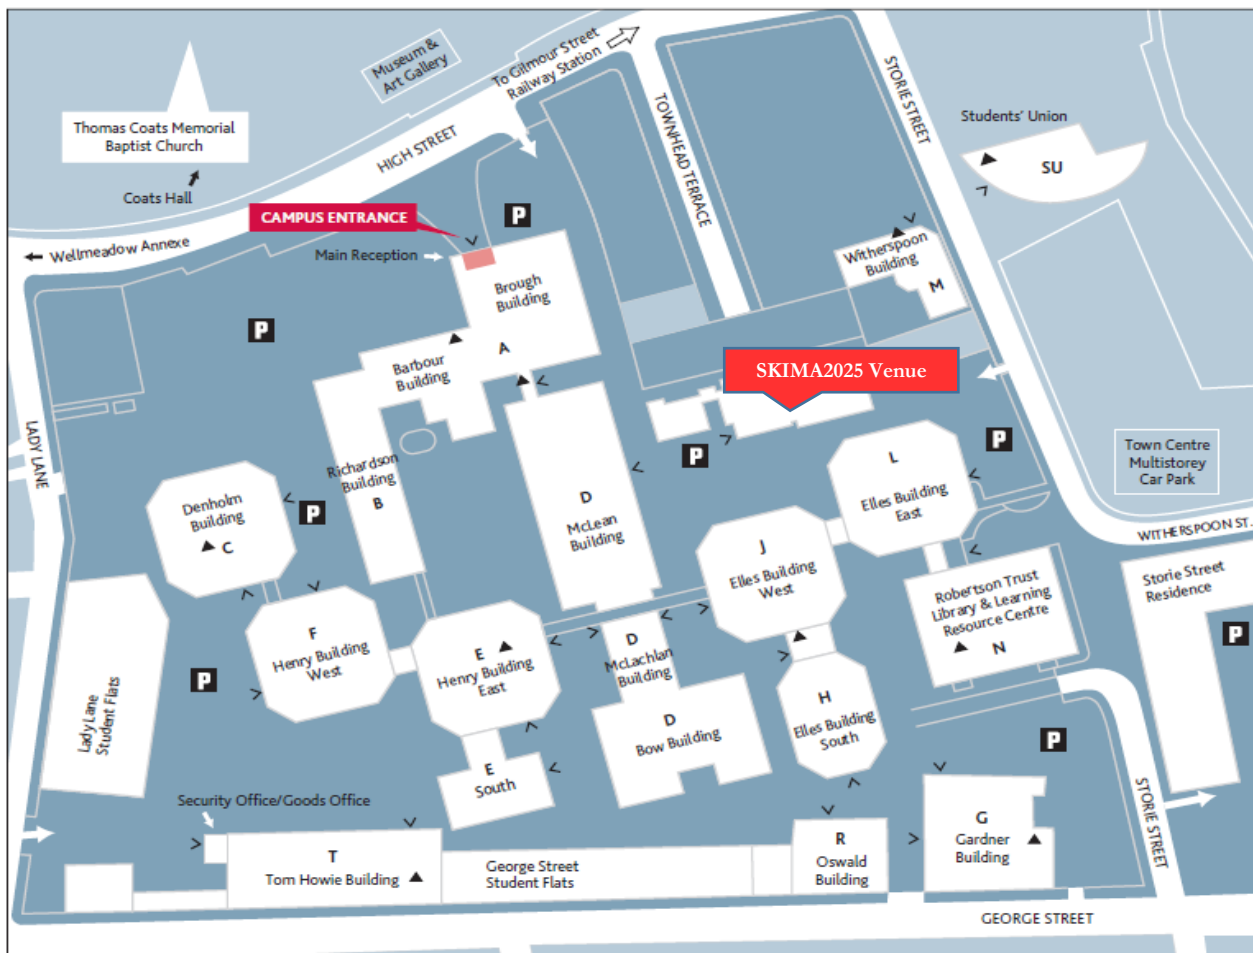 Museum &
Art Gallery
To Gilmour Street
Railway Station
STORIE STREET
Thomas Coats Memorial
Baptist Church
HIGH STREET
TOWNHEAD TERRACE
Students' Union
SU
Coats Hall
CAMPUS ENTRANCE
P
Wellmeadow Annexe
Main Reception
Witherspoon
Building
M
Brough
Building
P
A
Barbour
Building
SKIMA2025 Venue
LADY LANE
Richardson
Building
B
P
P
L
Elles Building
East
Town Centre
Multistorey
Car Park
Denholm
Building
C
P
D
McLean
Building
WITHERSPOON ST.
J
Elles Building
West
Robertson Trust
Library & Learning
Resource Centre
N
Storie Street
Residence
P
F
Henry Building
West
E
Henry Building
East
D
McLachlan
Building
P
Lady Lane
Student Flats
D
Bow Building
H
Elles Building
South
P
E
South
STORIE STREET
Security Office/Goods Office
T
Tom Howie Building
George Street
Student Flats
R
Oswald
Building
G
Gardner
Building
GEORGE STREET